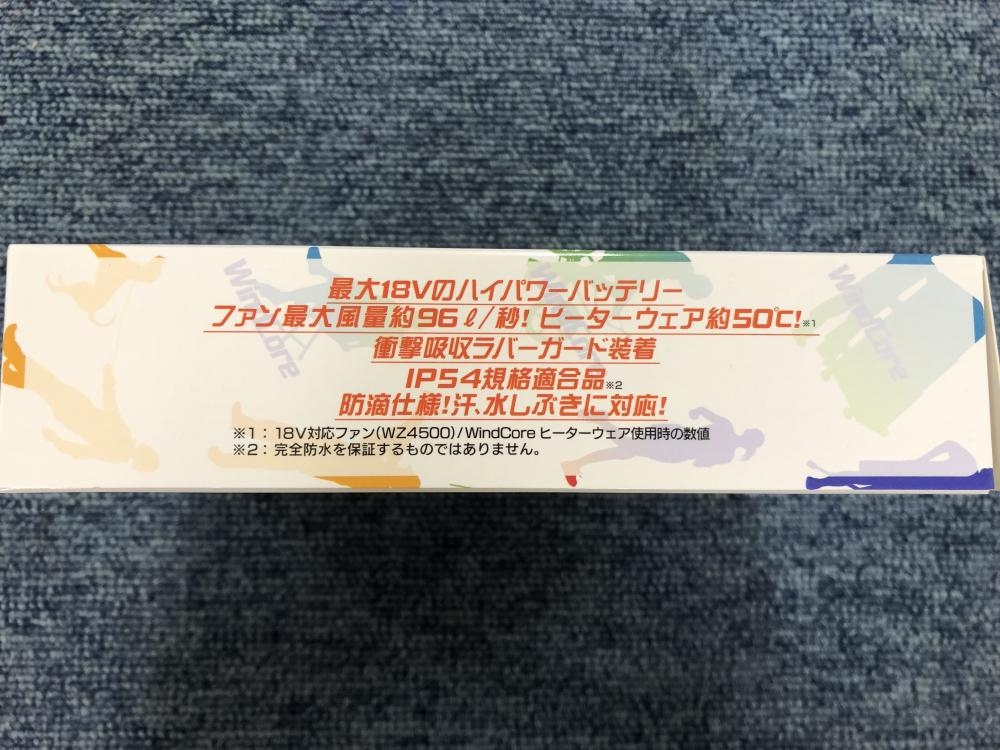 最大18Vのハイパワーバッテリー
ファン最大風量約96ℓ/秒! ヒーターウェア約50℃!※1
衝撃吸収ラバーガード装着
IP54規格適合品※2
防滴仕様!汗、水しぶきに対応!
※1：18V対応ファン(WZ4500)/WindCore ヒーターウェア使用時の数値
※2：完全防水を保証するものではありません。
WindCore
WindCore
WindCore